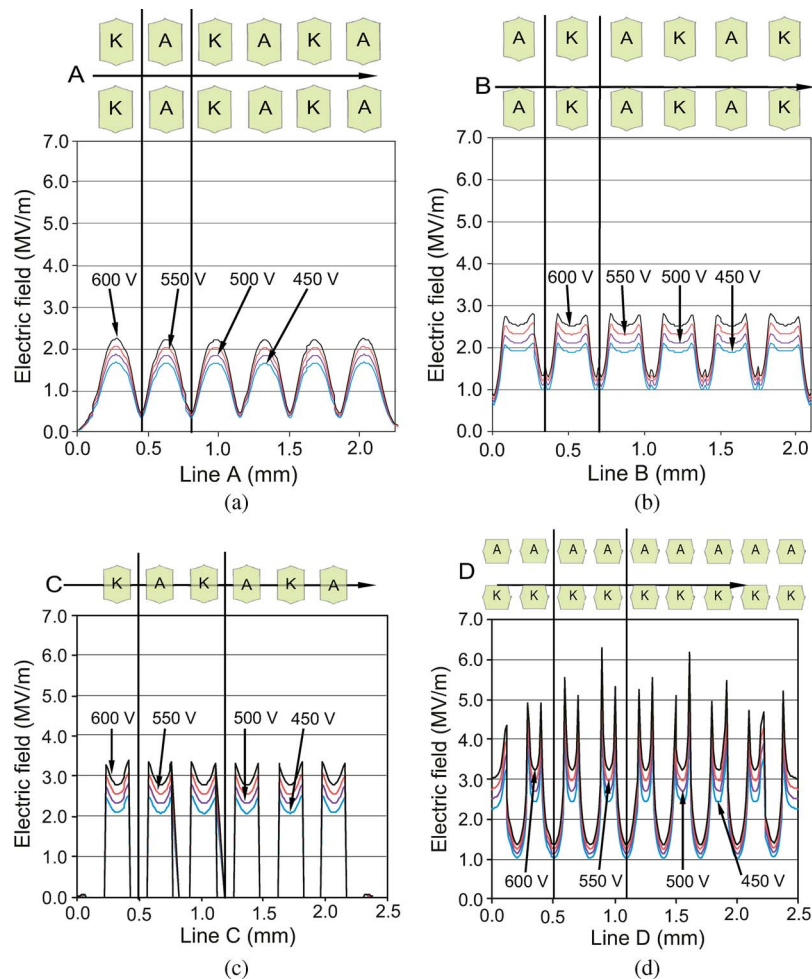 K A K A K A
A
K A K A K A
7.0
6.0
5.0
4.0
3.0
2.0
1.0
0.0
Electric field (MV/m)
600 V 550 V 500 V 450 V
0.0 0.5 1.0 1.5 2.0
Line A (mm)
(a)
A K A K A K
B
A K A K A K
7.0
6.0
5.0
4.0
3.0
2.0
1.0
0.0
Electric field (MV/m)
600 V 550 V 500 V 450 V
0.0 0.5 1.0 1.5 2.0
Line B (mm)
(b)
C K A K A K A
7.0
6.0
5.0
4.0
3.0
2.0
1.0
0.0
Electric field (MV/m)
600 V 550 V 500 V 450 V
0.0 0.5 1.0 1.5 2.0 2.5
Line C (mm)
(c)
A A A A A A A A A
D
K K K K K K K K K
7.0
6.0
5.0
4.0
3.0
2.0
1.0
0.0
Electric field (MV/m)
600 V 550 V 500 V 450 V
0.0 0.5 1.0 1.5 2.0 2.5
Line D (mm)
(d)